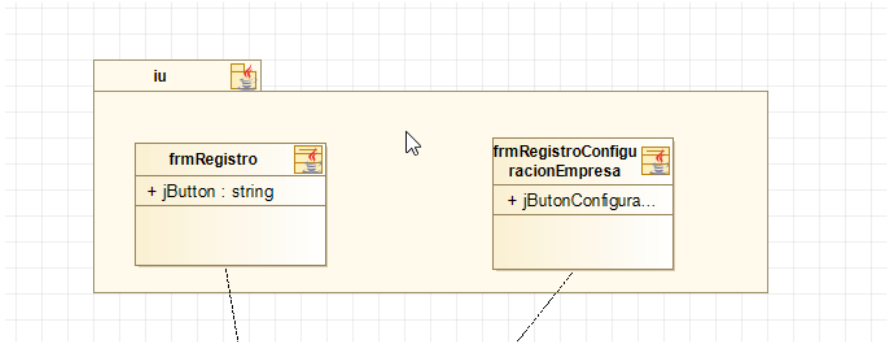 iu
frmRegistro
+ jButton : string
frmRegistroConfigu
racionEmpresa
+ jButonConfigura...